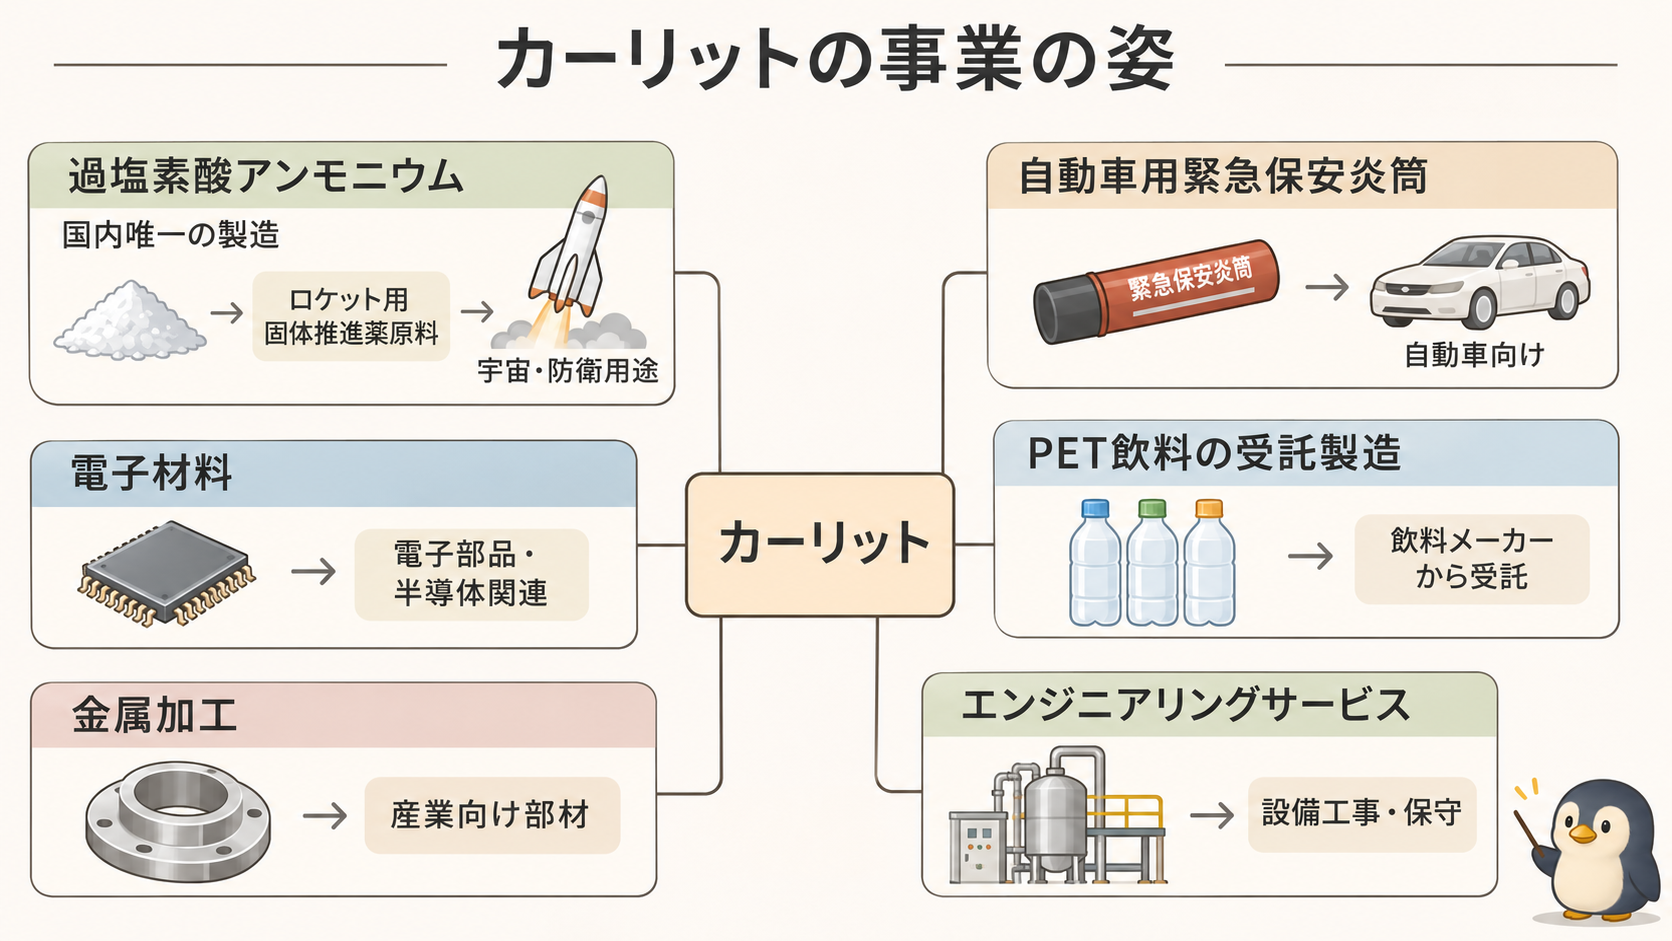 カーリットの事業の姿
過塩素酸アンモニウム
国内唯一の製造
ロケット用
固体推進薬原料
宇宙・防衛用途
電子材料
電子部品・
半導体関連
金属加工
産業向け部材
カーリット
自動車用緊急保安炎筒
緊急保安炎筒
自動車向け
PET飲料の受託製造
飲料メーカー
から受託
エンジニアリングサービス
設備工事・保守